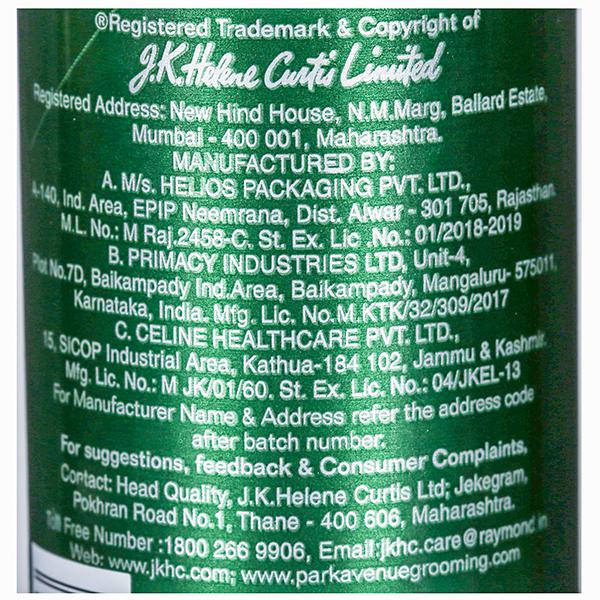 ®Registered Trademark & Copyright of
J.K.Helene Curtis Limited
Registered Address: New Hind House, N.M.Marg, Ballard Estate,
Mumbai - 400 001, Maharashtra.
MANUFACTURED BY:
A. M/s. HELIOS PACKAGING PVT. LTD.,
A-140, Ind. Area, EPIP Neemrana, Dist. Alwar - 301 705, Rajasthan
M.L. No.: M Raj.2458-C. St. Ex. Lic .No.: 01/2018-2019
B. PRIMACY INDUSTRIES LTD, Unit-4,
Plot No.7D, Baikampady Ind.Area, Baikampady, Mangaluru- 575011,
Karnataka, India. Mfg. Lic. No.M.KTK/32/309/2017
C. CELINE HEALTHCARE PVT. LTD.,
15, SICOP Industrial Area, Kathua-184 102, Jammu & Kashmir.
Mfg. Lic. No.: M JK/01/60. St. Ex. Lic. No.: 04/JKEL-13
For Manufacturer Name & Address refer the address code
after batch number.
For suggestions, feedback & Consumer Complaints,
Contact: Head Quality, J.K.Helene Curtis Ltd; Jekegram,
Pokhran Road No.1, Thane - 400 606, Maharashtra.
Toll Free Number :1800 266 9906, Email:jkhc.care@raymond.in
Web: www.jkhc.com; www.parkavenuegrooming.com